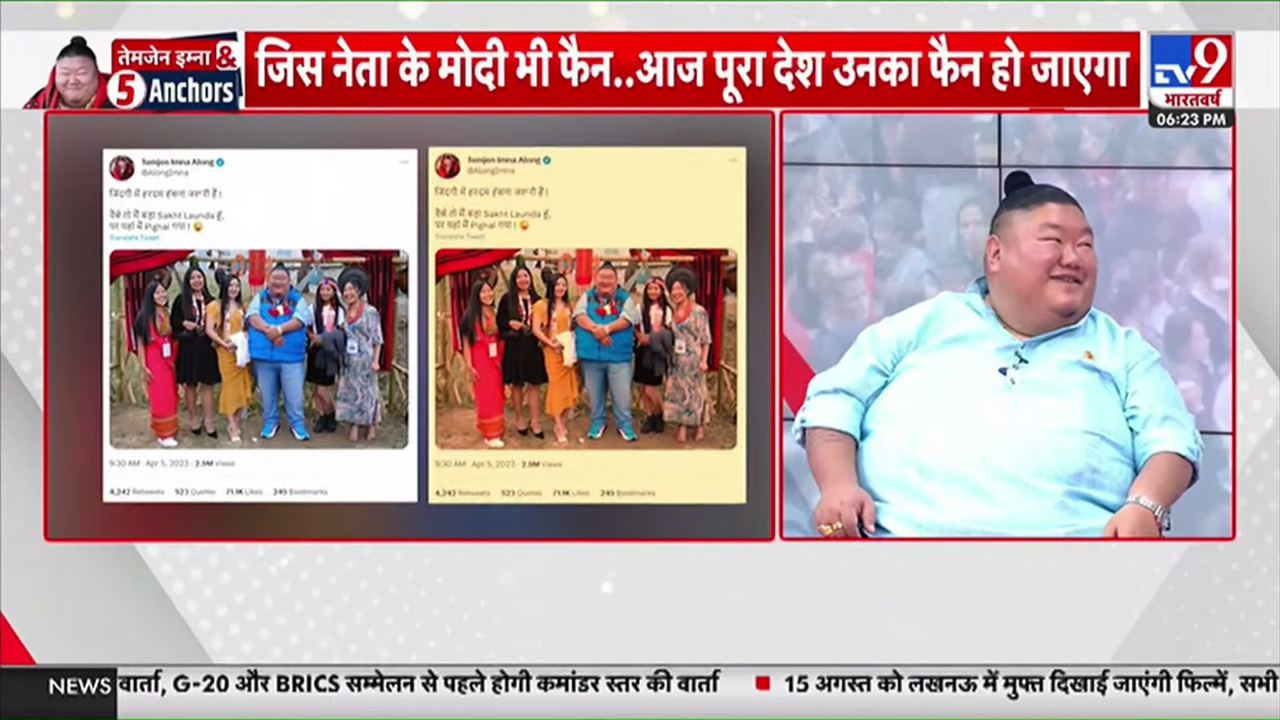 तेमजेन इम्ना &
5 Anchors
जिस नेता के मोदी भी फैन..आज पूरा देश उनका फैन हो जाएगा
TV9
भारतवर्ष
06:23 PM
Temjen Imna Along
@AlongImna
जिंदगी में हरदम हंसना जरूरी है !
वैसे तो मैं बड़ा Sakht Launda हूँ,
पर यहां मैं Pighal गया ! 😜
Translate Tweet
9:30 AM · Apr 5, 2023 · 2.9M Views
4,242 Retweets 523 Quotes 71.1K Likes 245 Bookmarks
Temjen Imna Along
@AlongImna
जिंदगी में हरदम हंसना जरूरी है !
वैसे तो मैं बड़ा Sakht Launda हूँ,
पर यहां मैं Pighal गया ! 😜
Translate Tweet
9:30 AM · Apr 5, 2023 · 2.9M Views
4,242 Retweets 523 Quotes 71.1K Likes 245 Bookmarks
NEWS वार्ता, G-20 और BRICS सम्मेलन से पहले होगी कमांडर स्तर की वार्ता ■ 15 अगस्त को लखनऊ में मुफ्त दिखाई जाएंगी फिल्में, सभी